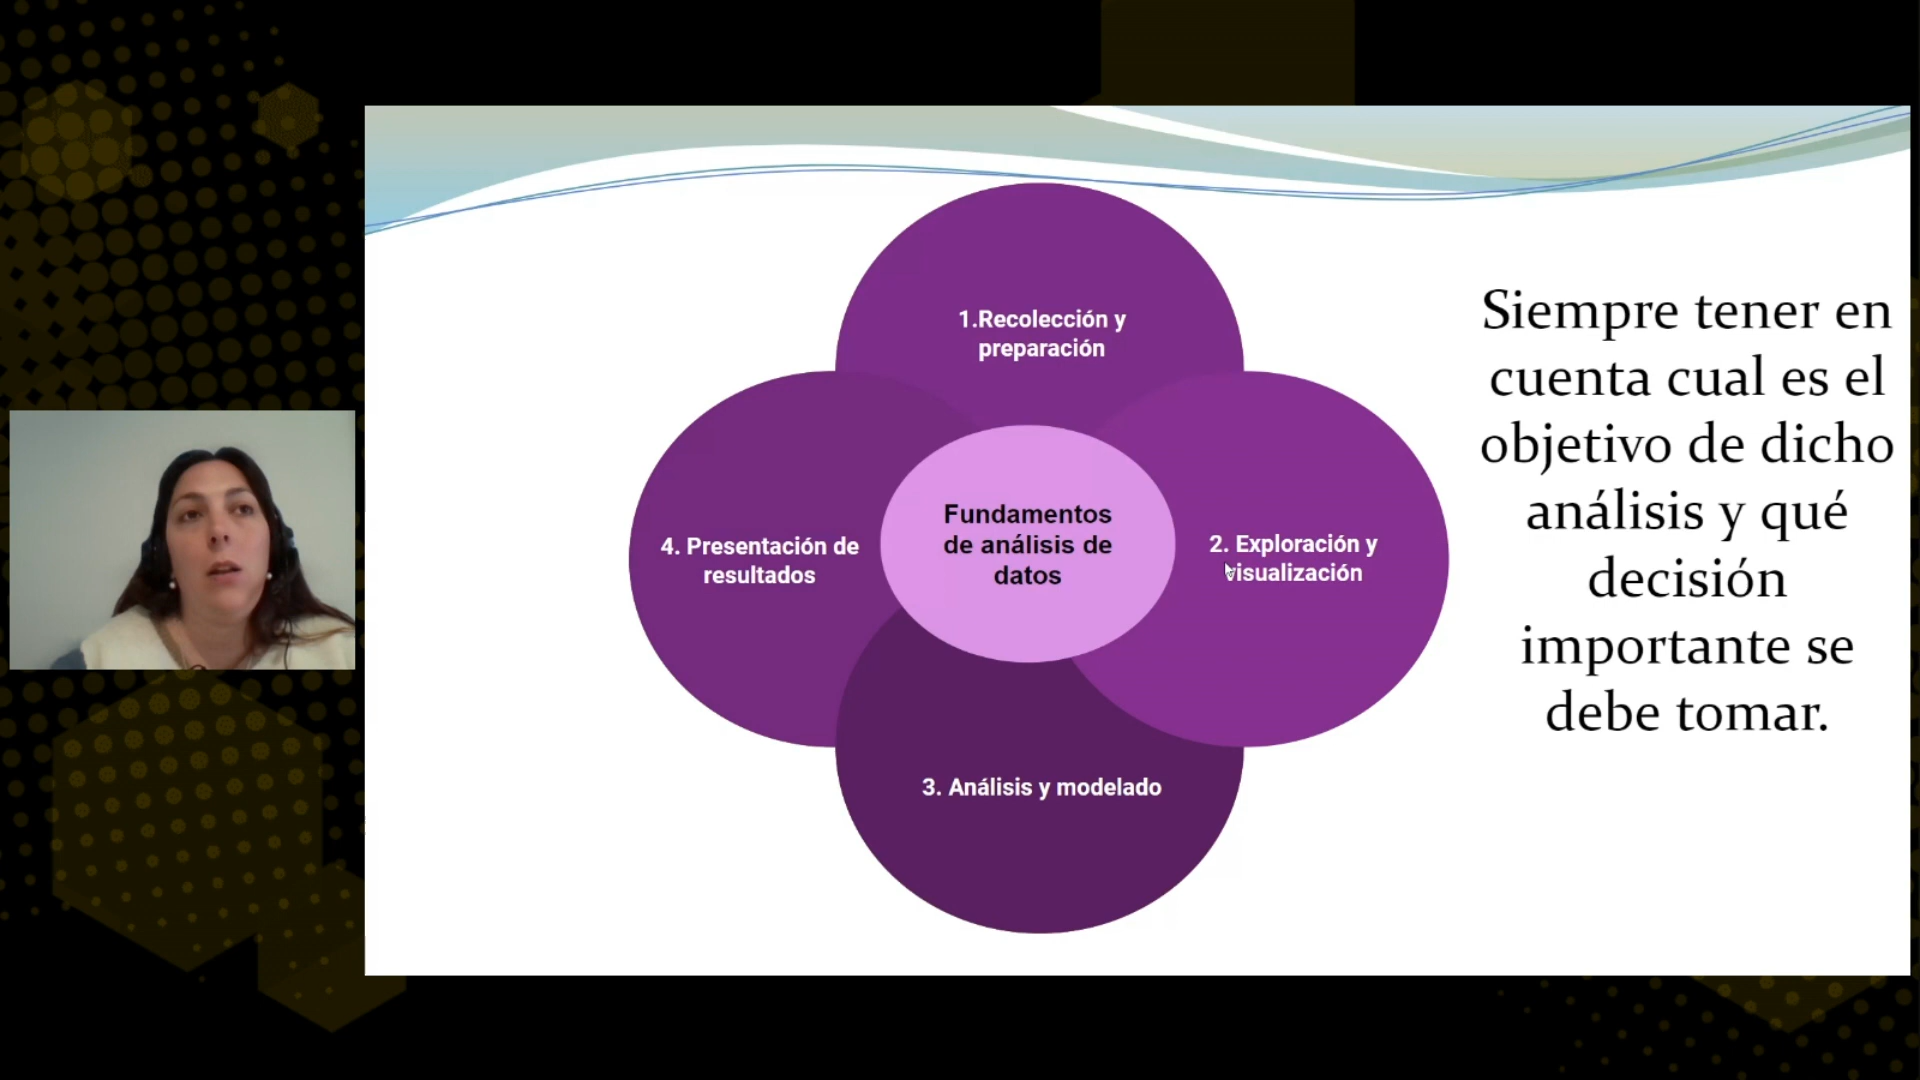 1.Recolección y
preparación
4. Presentación de
resultados
Fundamentos
de análisis de
datos
2. Exploración y
visualización
3. Análisis y modelado
Siempre tener en
cuenta cual es el
objetivo de dicho
análisis y qué
decisión
importante se
debe tomar.